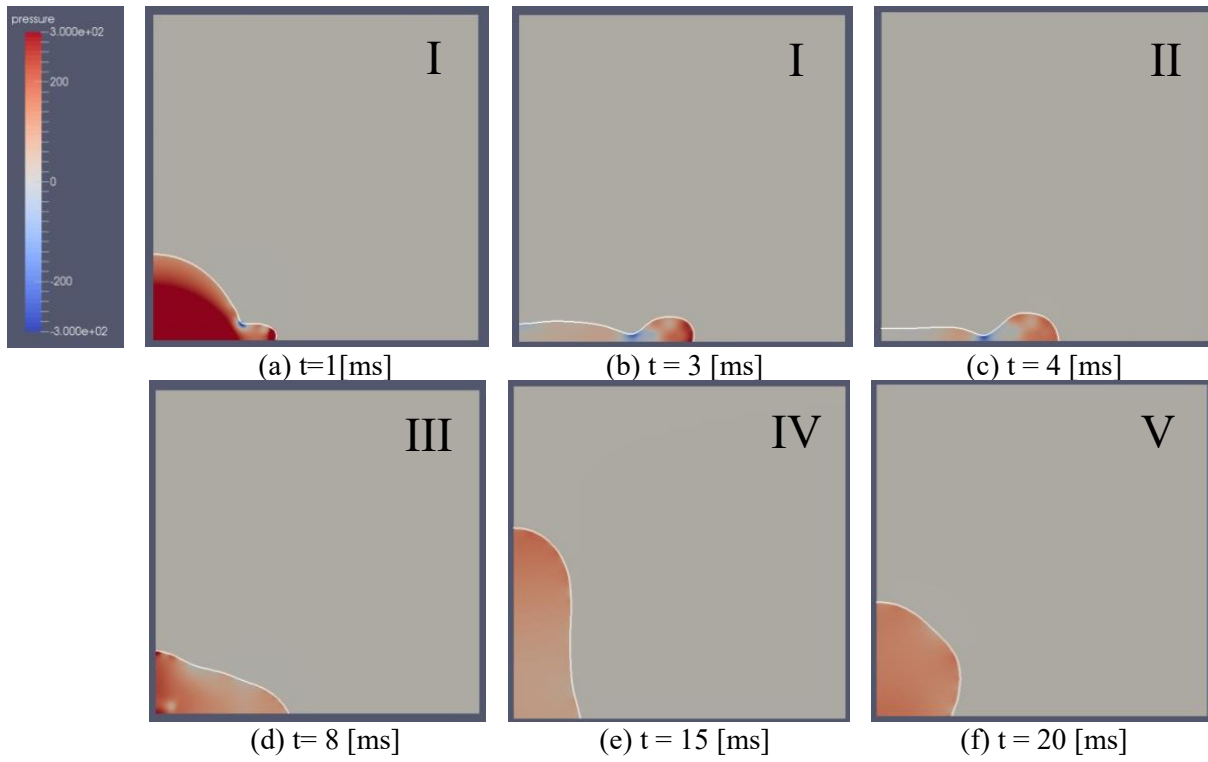 pressure
3.000e+02
200
0
-200
-3.000e+02
I
I
II
(a) t=1[ms]
(b) t = 3 [ms]
(c) t = 4 [ms]
III
IV
V
(d) t= 8 [ms]
(e) t = 15 [ms]
(f) t = 20 [ms]